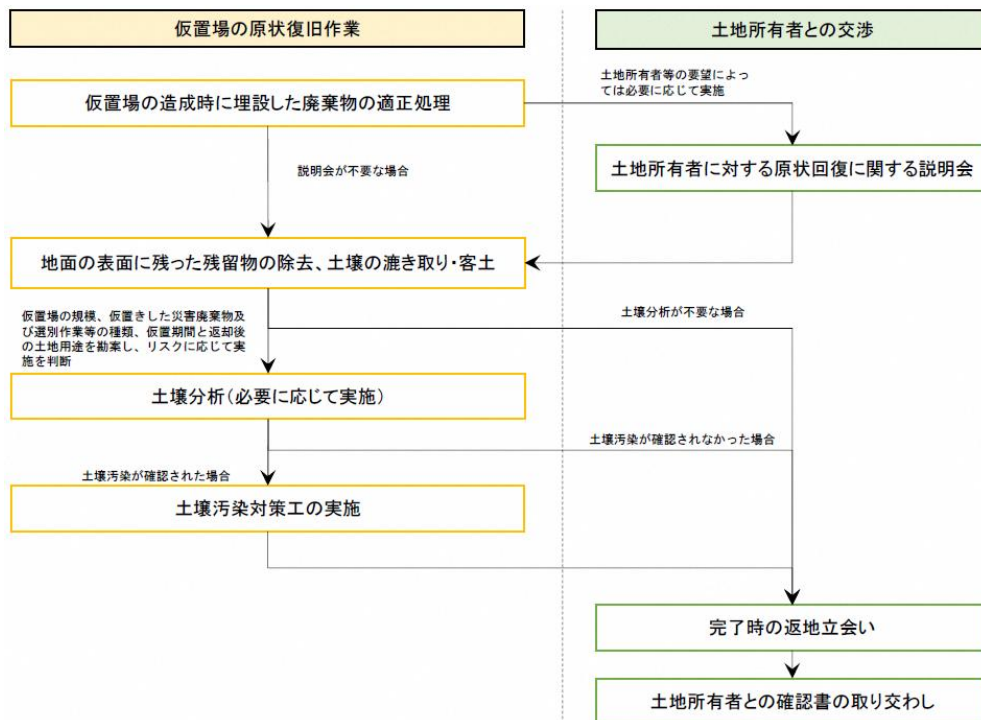 仮置場の原状復旧作業
土地所有者との交渉
仮置場の造成時に埋設した廃棄物の適正処理
土地所有者等の要望によっ
ては必要に応じて実施
土地所有者に対する原状回復に関する説明会
説明会が不要な場合
地面の表面に残った残留物の除去、土壌の漉き取り・客土
仮置場の規模、仮置きした災害廃棄物及
び選別作業等の種類、仮置期間と返却後
の土地用途を勘案し、リスクに応じて実
施を判断
土壌分析が不要な場合
土壌分析（必要に応じて実施）
土壌汚染が確認されなかった場合
土壌汚染が確認された場合
土壌汚染対策工の実施
完了時の返地立会い
土地所有者との確認書の取り交わし